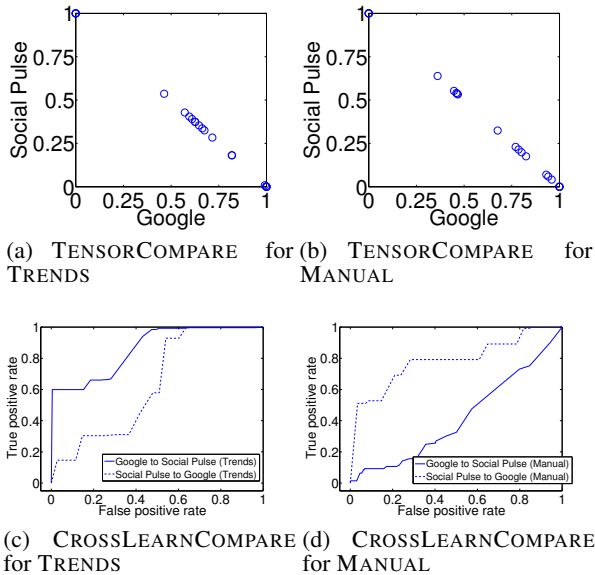 1
0.75
0.5
0.25
0
Social Pulse
0 0.25 0.5 0.75 1
Google
1
0.75
0.5
0.25
0
Social Pulse
0 0.25 0.5 0.75 1
Google
(a) TENSORCOMPARE for
TRENDS
(b) TENSORCOMPARE for
MANUAL
1
0.8
0.6
0.4
0.2
0
True positive rate
Google to Social Pulse (Trends)
Social Pulse to Google (Trends)
0 0.2 0.4 0.6 0.8 1
False positive rate
1
0.8
0.6
0.4
0.2
0
True positive rate
Google to Social Pulse (Manual)
Social Pulse to Google (Manual)
0 0.2 0.4 0.6 0.8 1
False positive rate
(c) CROSSLEARNCOMPARE
for TRENDS
(d) CROSSLEARNCOMPARE
for MANUAL